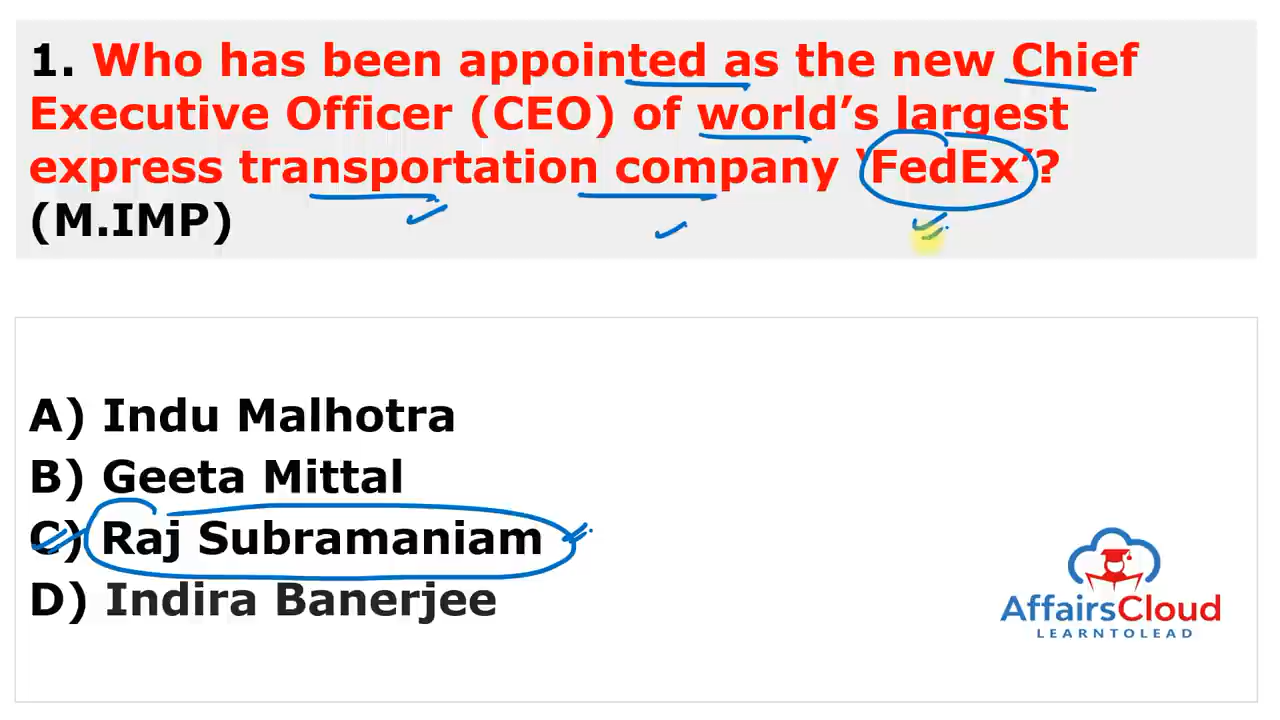 1. Who has been appointed as the new Chief
Executive Officer (CEO) of world’s largest
express transportation company ‘FedEx’?
(M.IMP)
A) Indu Malhotra
B) Geeta Mittal
C) Raj Subramaniam
D) Indira Banerjee
AffairsCloud
LEARNTOLEAD